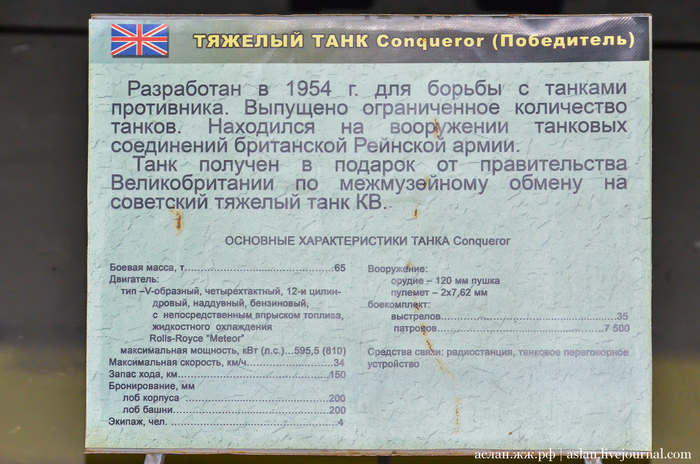 ТЯЖЕЛЫЙ ТАНК Conqueror (Победитель)
Разработан в 1954 г. для борьбы с танками
противника. Выпущено ограниченное количество
танков. Находился на вооружении танковых
соединений британской Рейнской армии.
Танк получен в подарок от правительства
Великобритании по межмузейному обмену на
советский тяжелый танк КВ.
ОСНОВНЫЕ ХАРАКТЕРИСТИКИ ТАНКА Conqueror
Боевая масса, т...............................65
Двигатель:
тип –V-образный, четырехтактный, 12-и цилин-
дровый, наддувный, бензиновый,
с непосредственным впрыском топлива,
жидкостного охлаждения
Rolls-Royce "Meteor"
максимальная мощность, кВт (л.с.)...595,5 (810)
Максимальная скорость, км/ч......................34
Запас хода, км.......................................150
Бронирование, мм
лоб корпуса.......................................200
лоб башни.......................................200
Экипаж, чел. .......................................4
Вооружение:
орудие – 120 мм пушка
пулемет – 2х7,62 мм
боекомплект:
выстрелов.......................................35
патронов.......................................7 500
Средства связи: радиостанция, танковое переговорное
устройство
аслан.жж.рф | aslan.livejournal.com